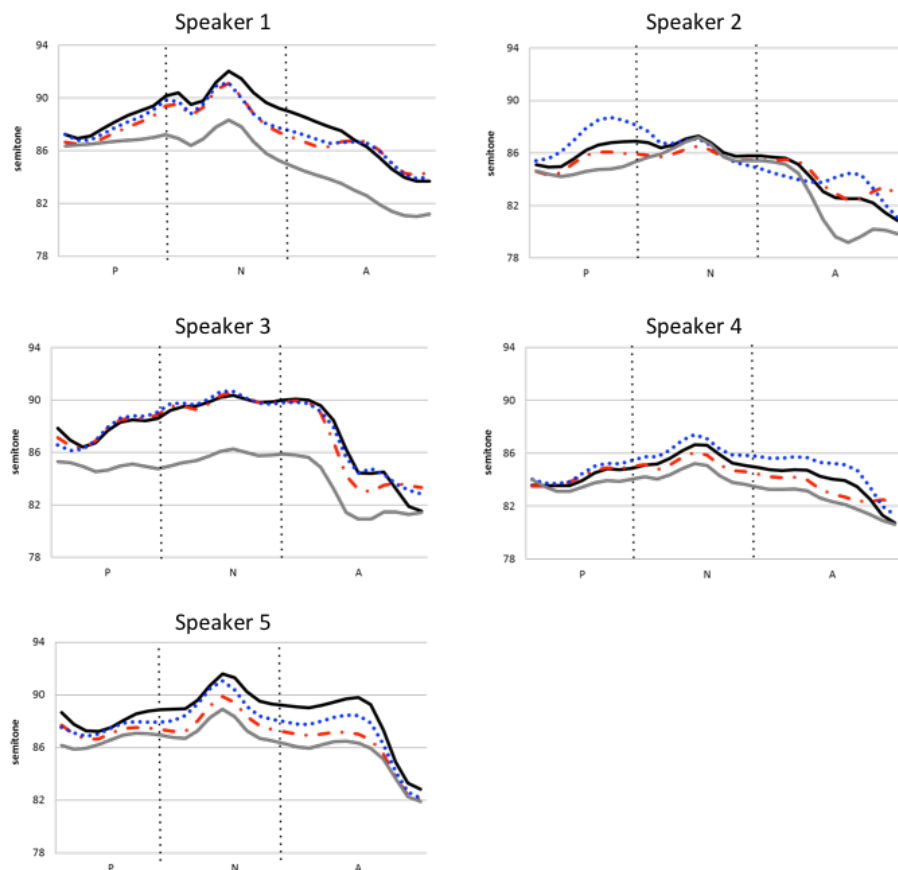 Speaker 1
94
90
86
82
78
semitone
P N A
Speaker 2
94
90
86
82
78
semitone
P N A
Speaker 3
94
90
86
82
78
semitone
P N A
Speaker 4
94
90
86
82
78
semitone
P N A
Speaker 5
94
90
86
82
78
semitone
P N A